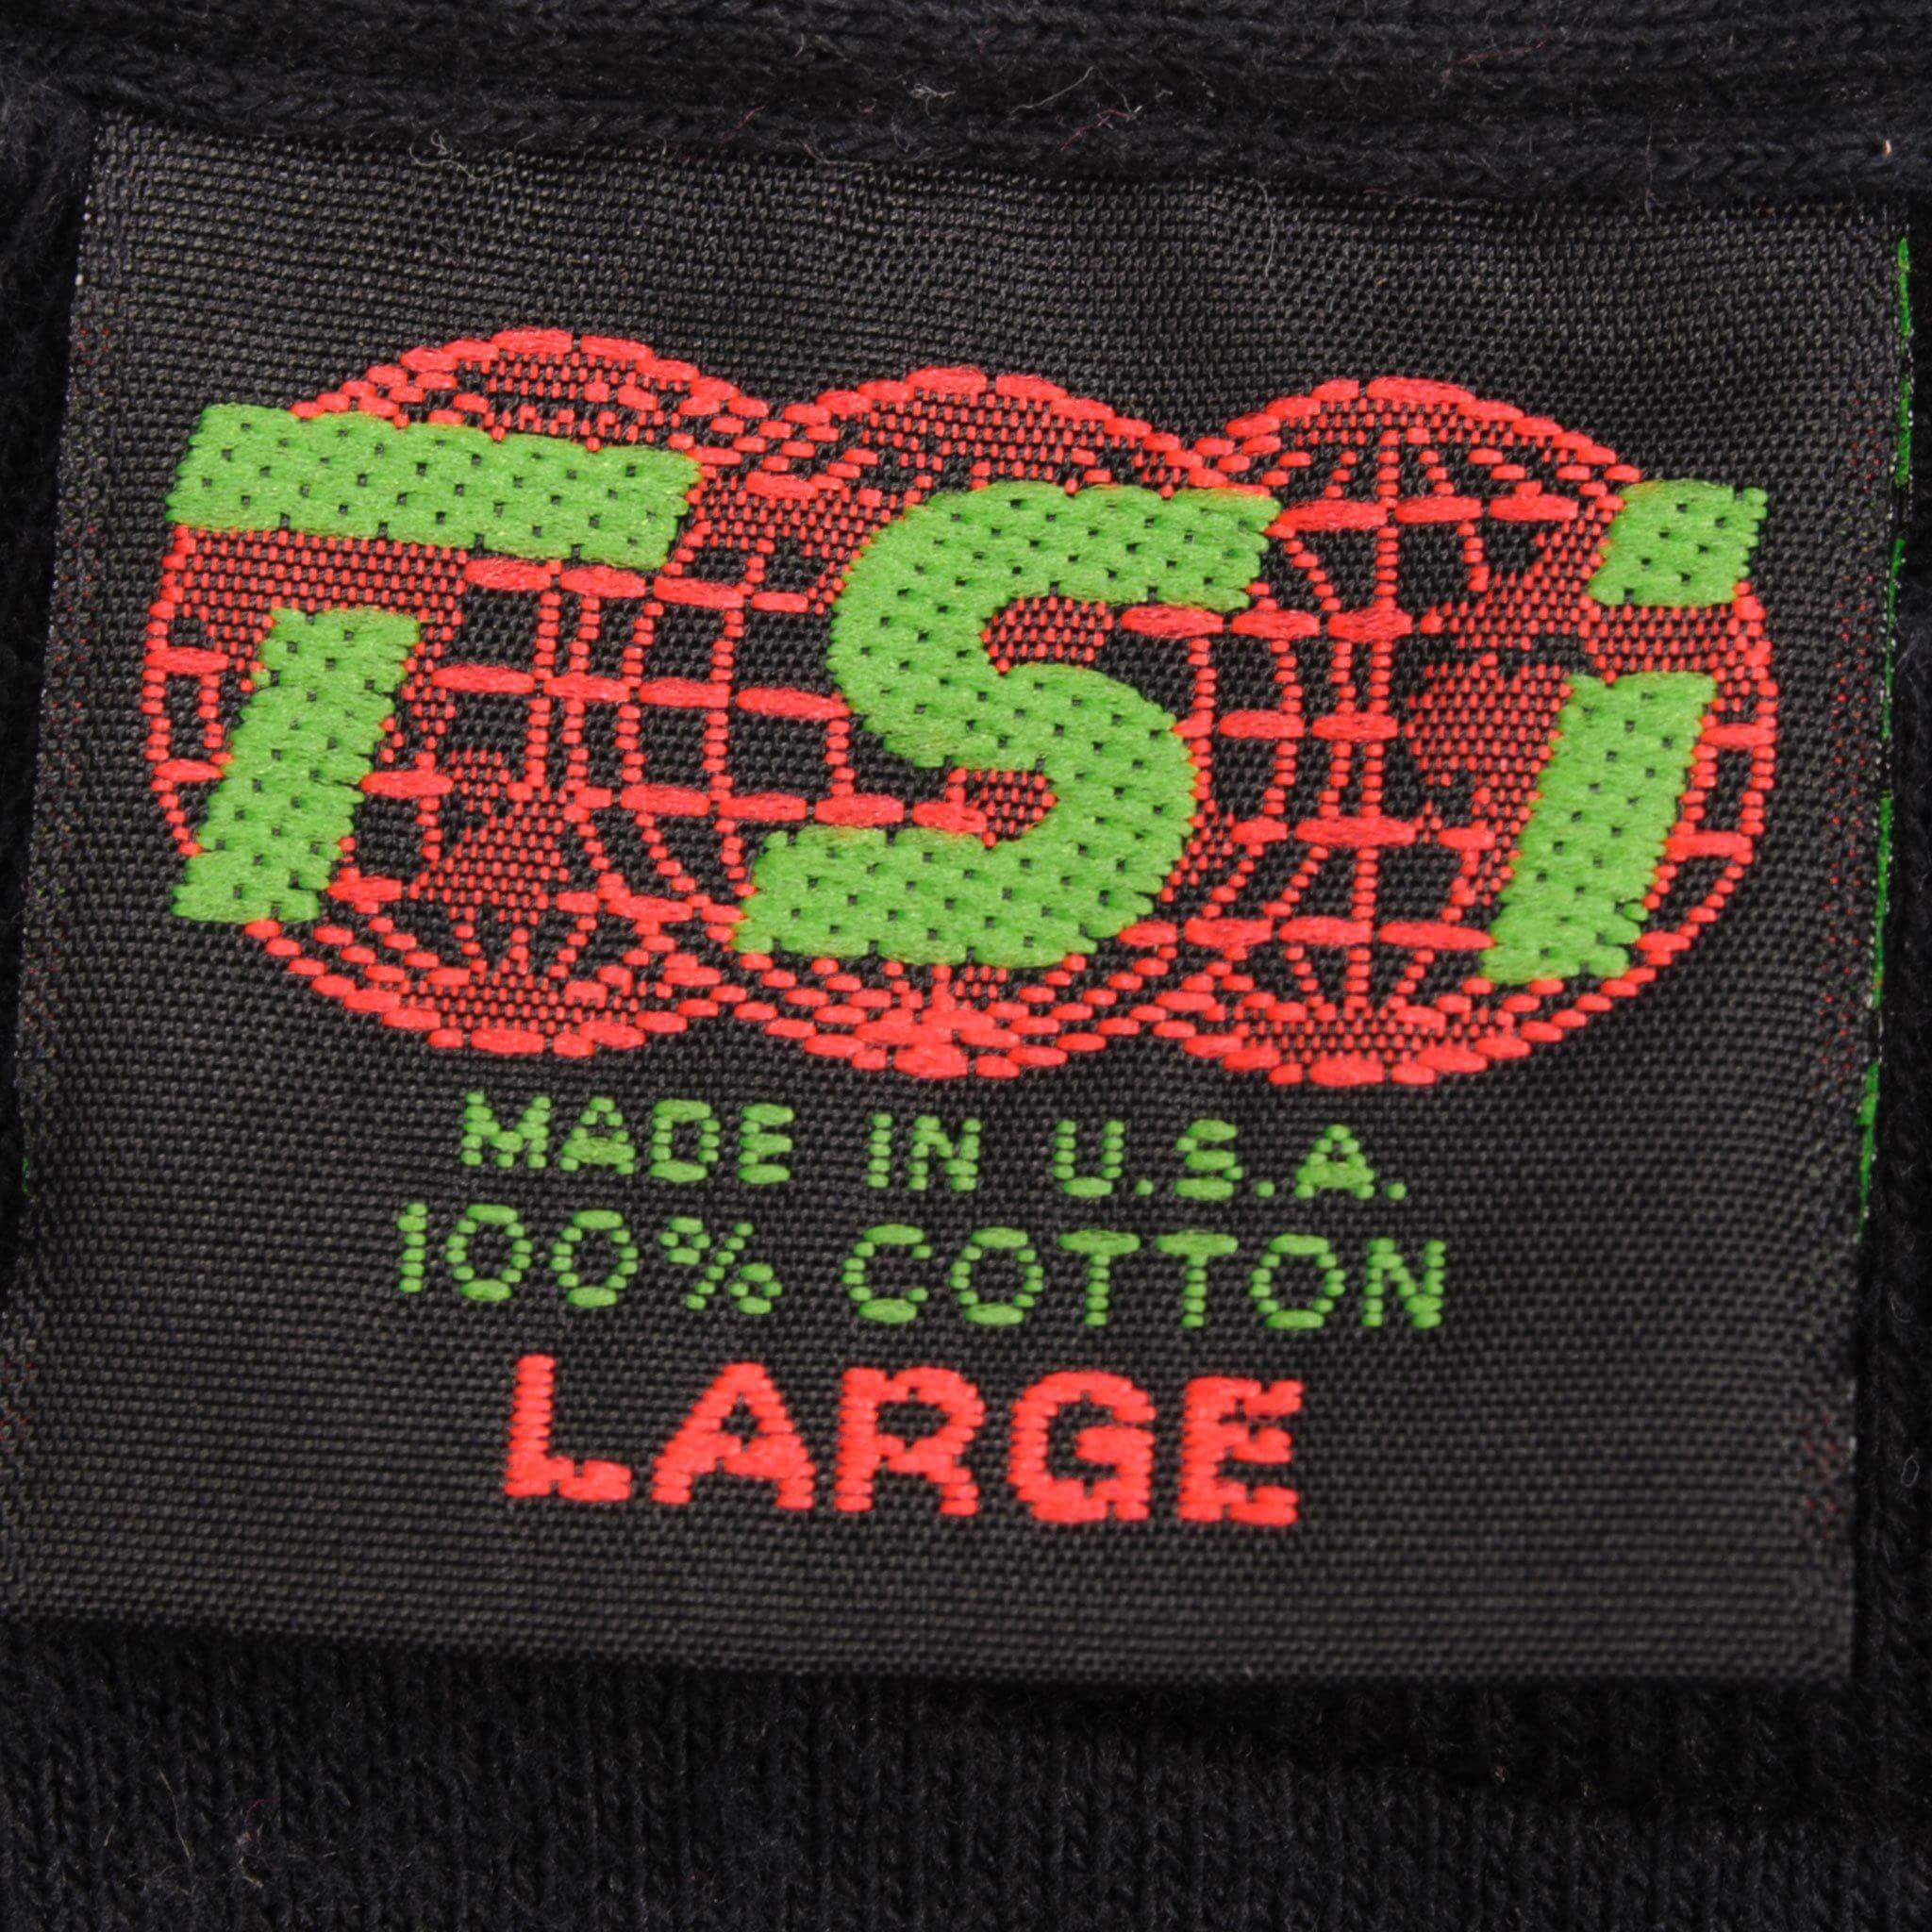 TSi
MADE IN U.S.A.
100% COTTON
LARGE